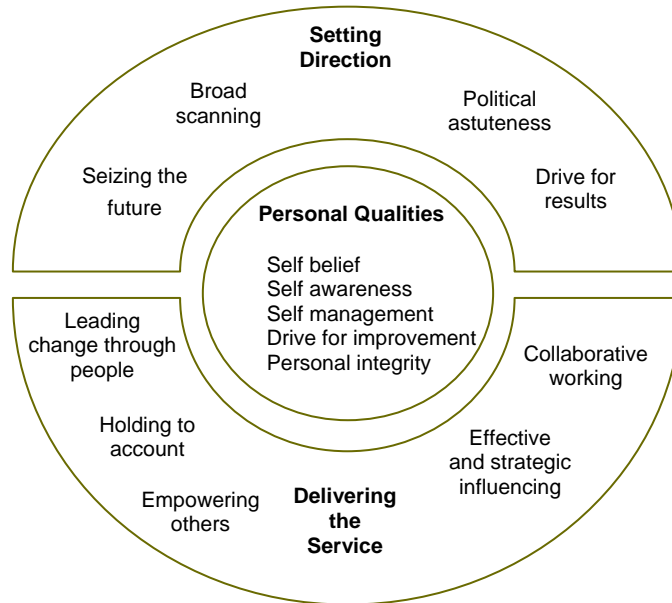 Setting
Direction
Broad
scanning
Political
astuteness
Seizing the
future
Drive for
results
Personal Qualities
Self belief
Self awareness
Self management
Drive for improvement
Personal integrity
Leading
change through
people
Collaborative
working
Holding to
account
Effective
and strategic
influencing
Empowering
others
Delivering
the
Service